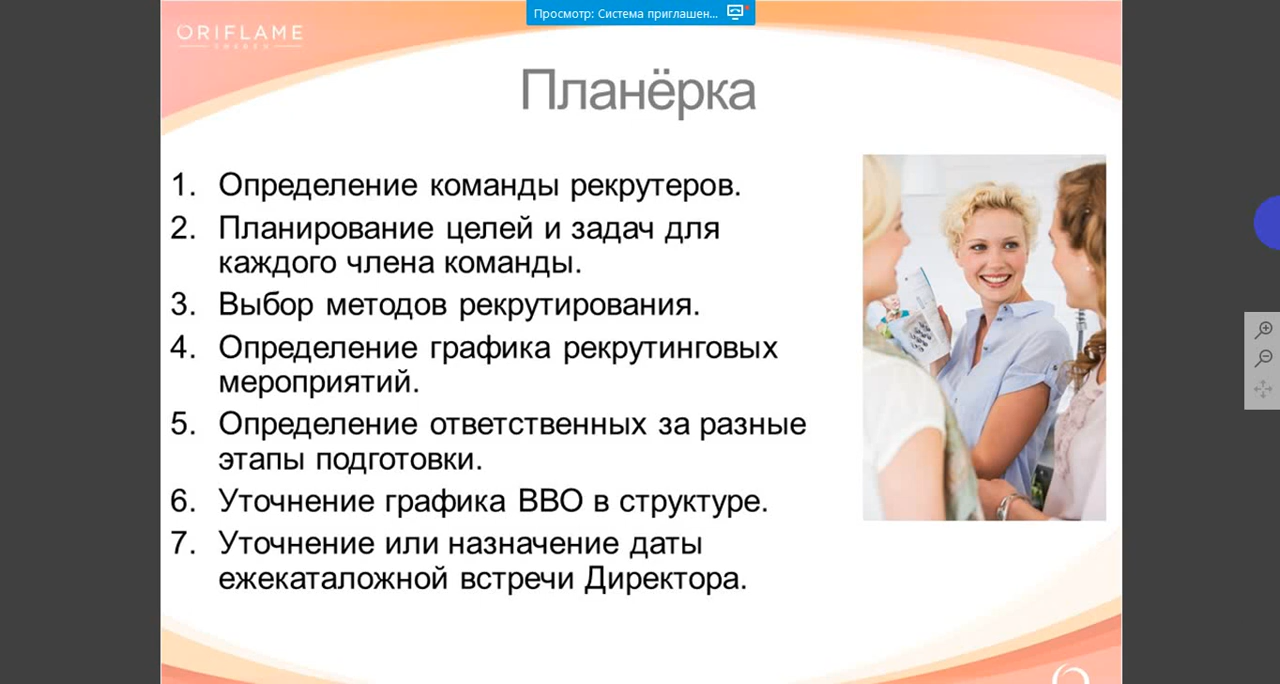 Просмотр: Система приглашен...
ORIFLAME
SWEDEN
Планёрка
1. Определение команды рекрутеров.
2. Планирование целей и задач для
каждого члена команды.
3. Выбор методов рекрутирования.
4. Определение графика рекрутинговых
мероприятий.
5. Определение ответственных за разные
этапы подготовки.
6. Уточнение графика ВВО в структуре.
7. Уточнение или назначение даты
ежекаталожной встречи Директора.